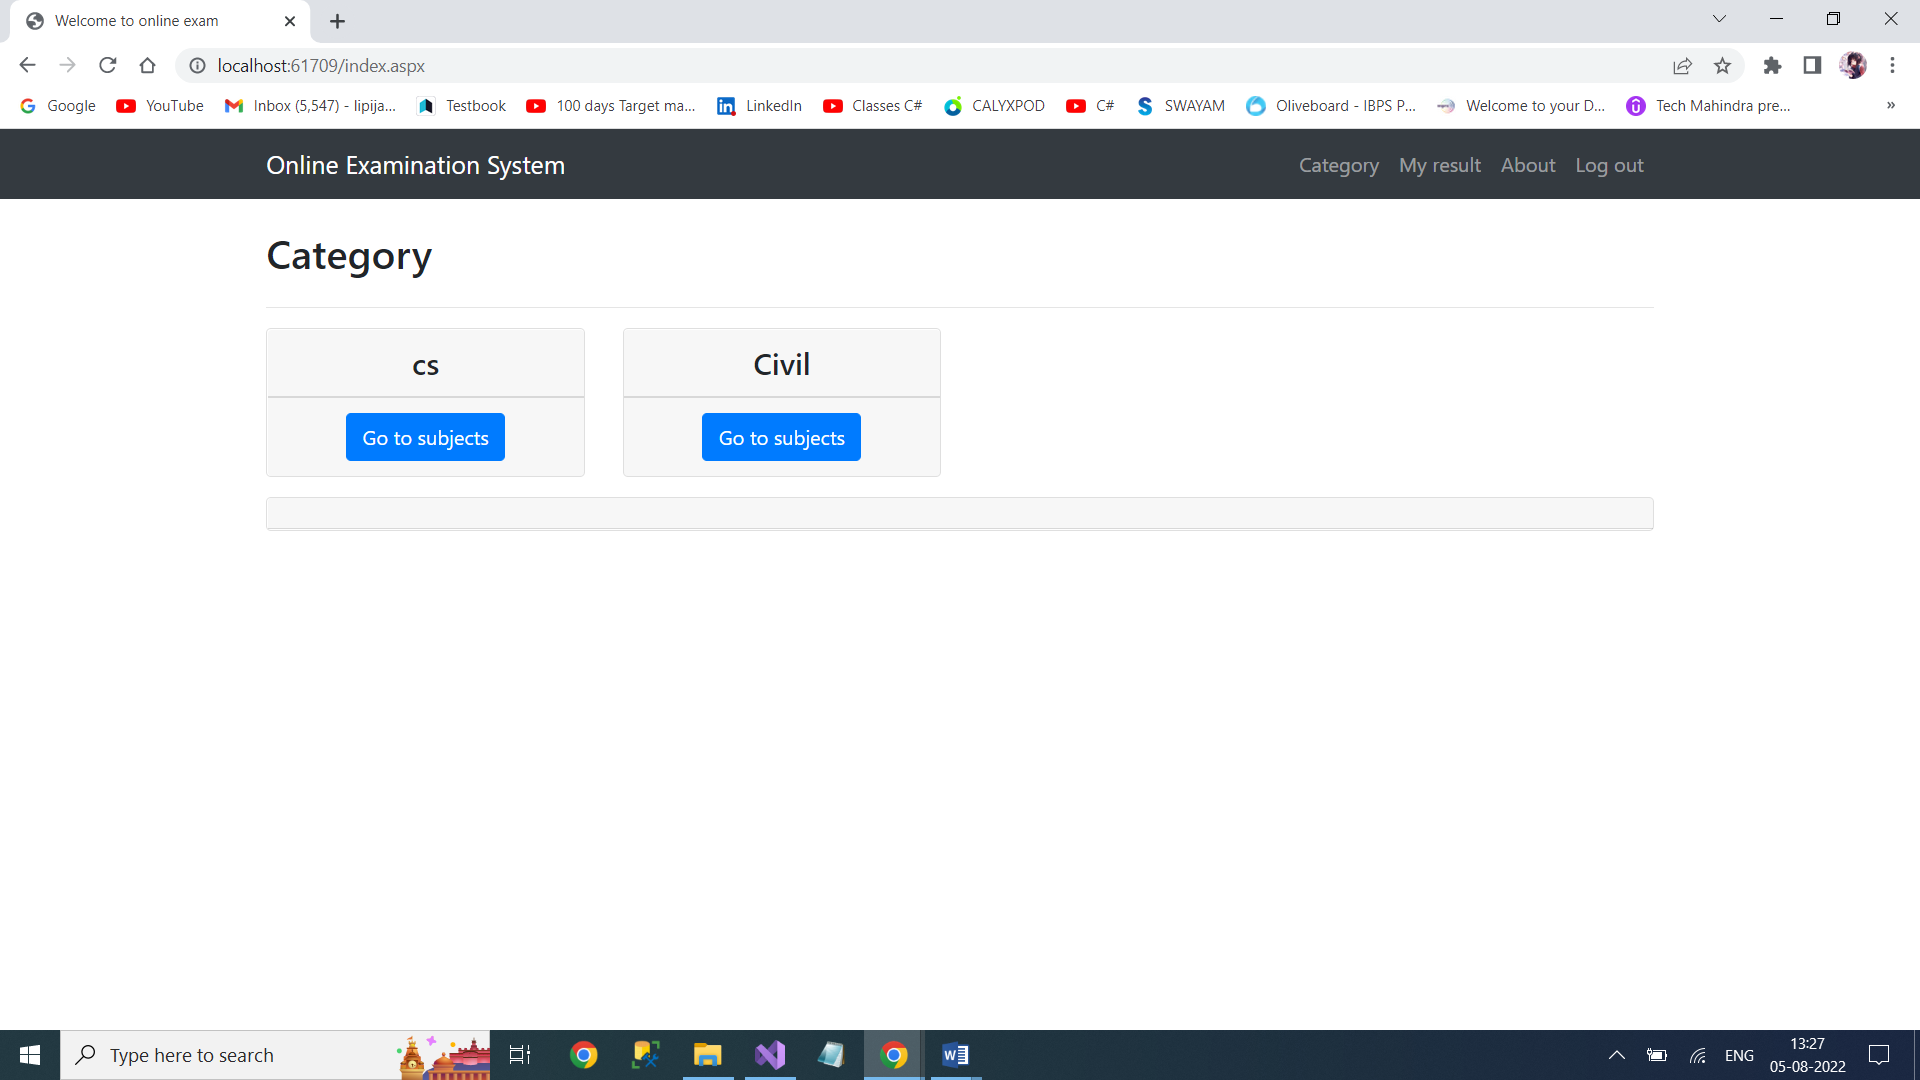 Welcome to online exam
localhost:61709/index.aspx
Google YouTube Inbox (5,547) - lipija... Testbook 100 days Target ma... LinkedIn Classes C# CALYXPOD C# SWAYAM Oliveboard - IBPS P... Welcome to your D... Tech Mahindra pre... »
Online Examination System Category My result About Log out
Category
cs Civil
Go to subjects Go to subjects
Type here to search
ENG
13:27
05-08-2022